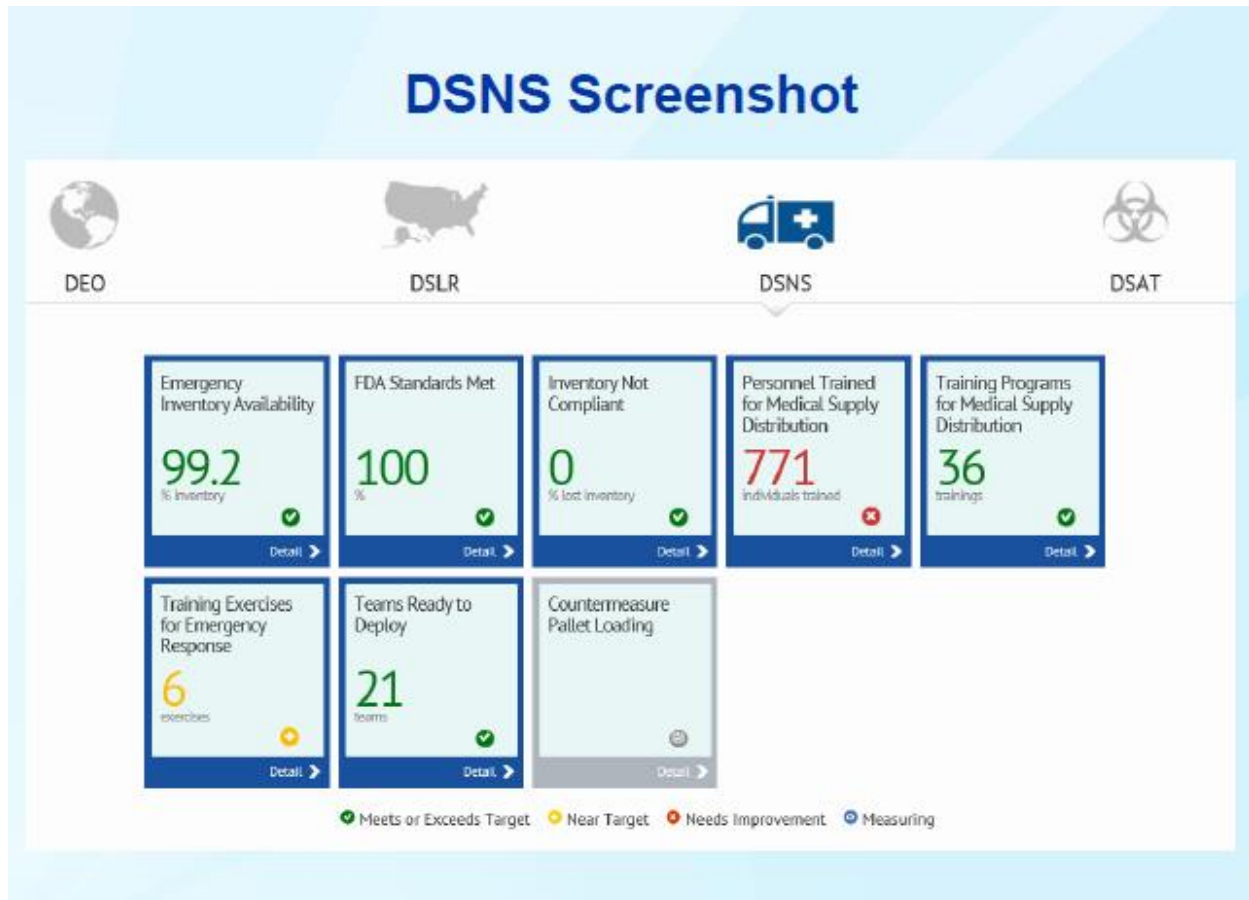 DSNS Screenshot
DEO
DSLR
DSNS
DSAT
Emergency
Inventory Availability
99.2
% inventory
Detail
FDA Standards Met
100
%
Detail
Inventory Not
Compliant
0
% lost inventory
Detail
Personnel Trained
for Medical Supply
Distribution
771
individuals trained
Detail
Training Programs
for Medical Supply
Distribution
36
trainings
Detail
Training Exercises
for Emergency
Response
6
exercises
Detail
Teams Ready to
Deploy
21
teams
Detail
Countermeasure
Pallet Loading
Detail
Meets or Exceeds Target Near Target Needs Improvement Measuring